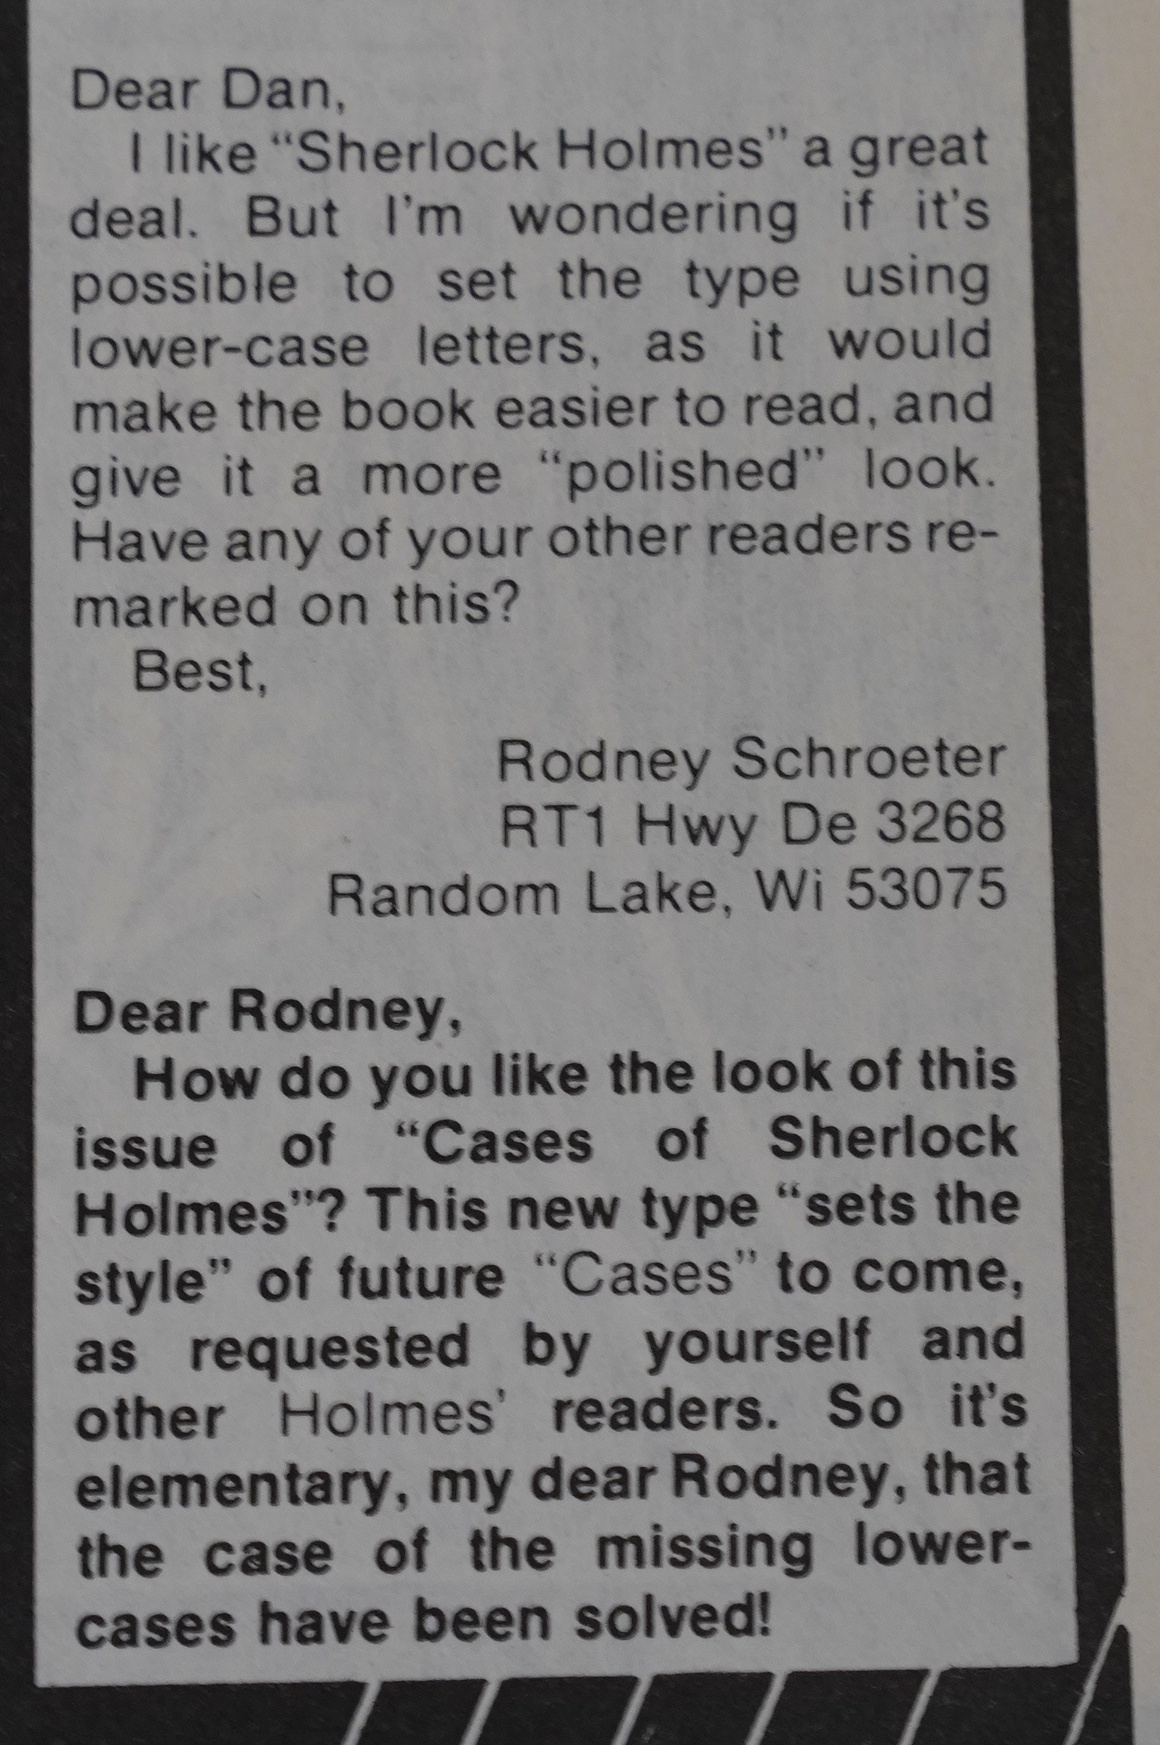 Dear Dan,
I like “Sherlock Holmes” a great
deal. But I'm wondering if it's
possible to set the type using
lower-case letters, as it would
make the book easier to read, and
give it a more “polished” look.
Have any of your other readers re-
marked on this?
Best,
Rodney Schroeter
RT1 Hwy De 3268
Random Lake, Wi 53075
Dear Rodney,
How do you like the look of this
issue of “Cases of Sherlock
Holmes”? This new type “sets the
style” of future “Cases” to come,
as requested by yourself and
other Holmes' readers. So it's
elementary, my dear Rodney, that
the case of the missing lower-
cases have been solved!